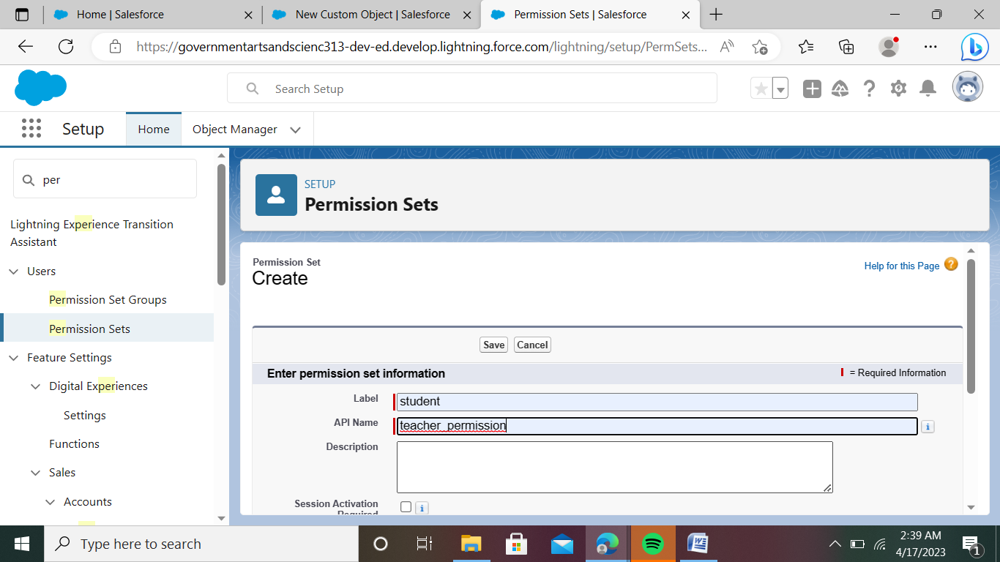 Home | Salesforce
New Custom Object | Salesforce
Permission Sets | Salesforce
https://governmentartsandscienc313-dev-ed.develop.lightning.force.com/lightning/setup/PermSets...
Search Setup
Setup
Home
Object Manager
per
Lightning Experience Transition
Assistant
Users
Permission Set Groups
Permission Sets
Feature Settings
Digital Experiences
Settings
Functions
Sales
Accounts
SETUP
Permission Sets
Permission Set
Create
Help for this Page
Save Cancel
Enter permission set information
= Required Information
Label student
API Name teacher_permission
Description
Session Activation
Required
Type here to search
2:39 AM
4/17/2023
1